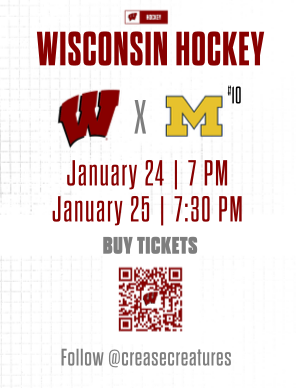 W HOCKEY
WISCONSIN HOCKEY
W X M #10
January 24 | 7 PM
January 25 | 7:30 PM
BUY TICKETS
W
Follow @creasecreatures